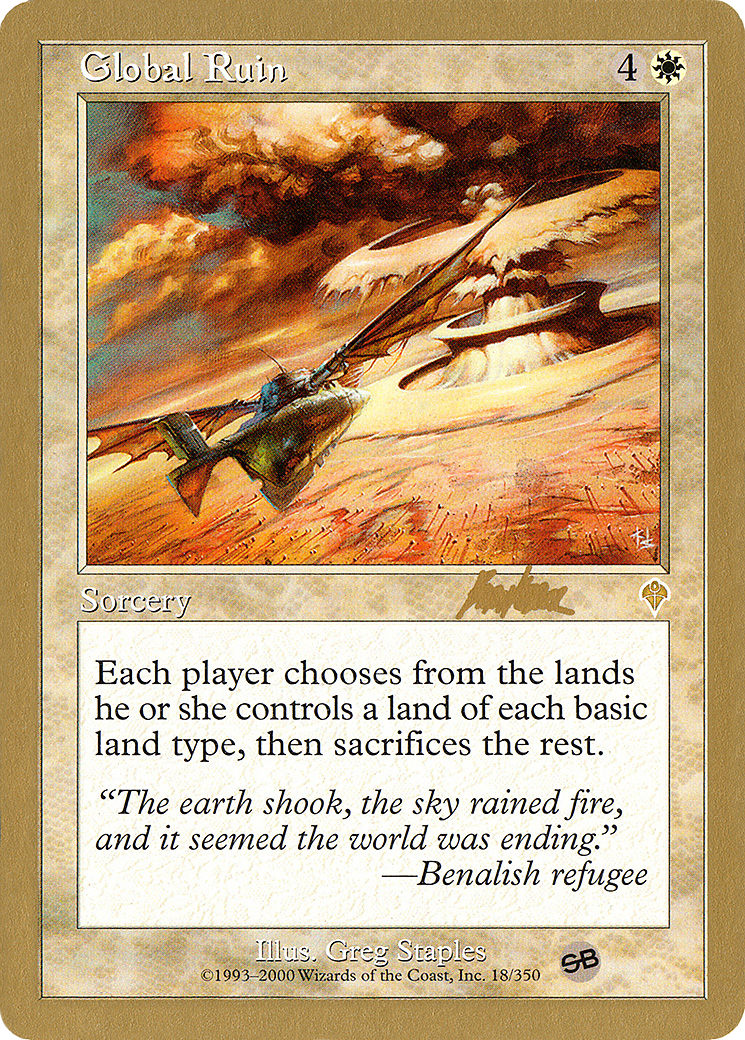 Global Ruin 4
Sorcery
Each player chooses from the lands
he or she controls a land of each basic
land type, then sacrifices the rest.
“The earth shook, the sky rained fire,
and it seemed the world was ending.”
—Benalish refugee
Illus. Greg Staples
©1993–2000 Wizards of the Coast, Inc. 18/350
SB